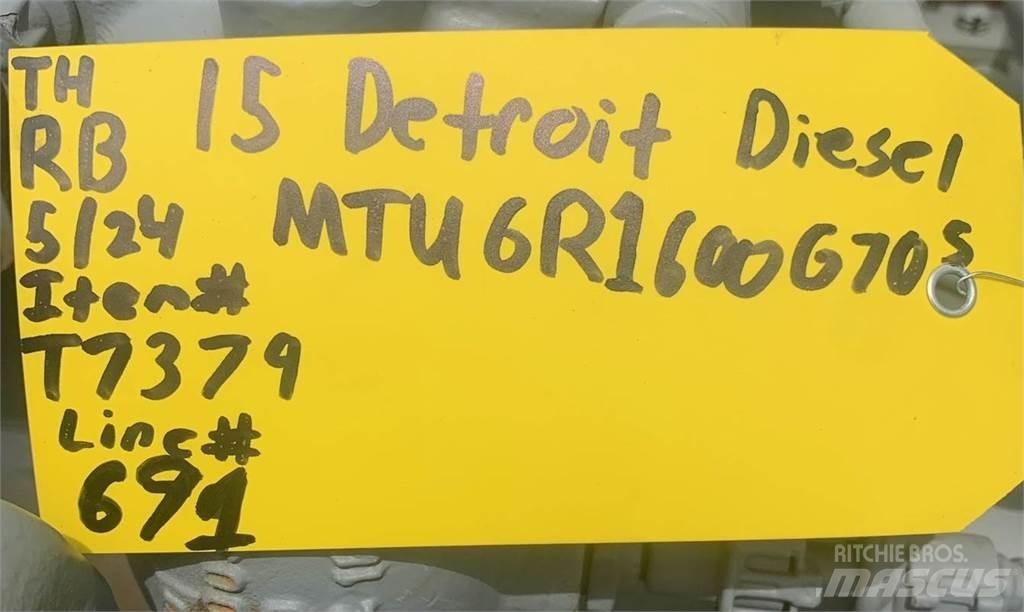 TH
RB
5/24
Item#
T7379
Line#
691
15 Detroit Diesel
MTU6R1600G70S
RITCHIE BROS.
MASCUS